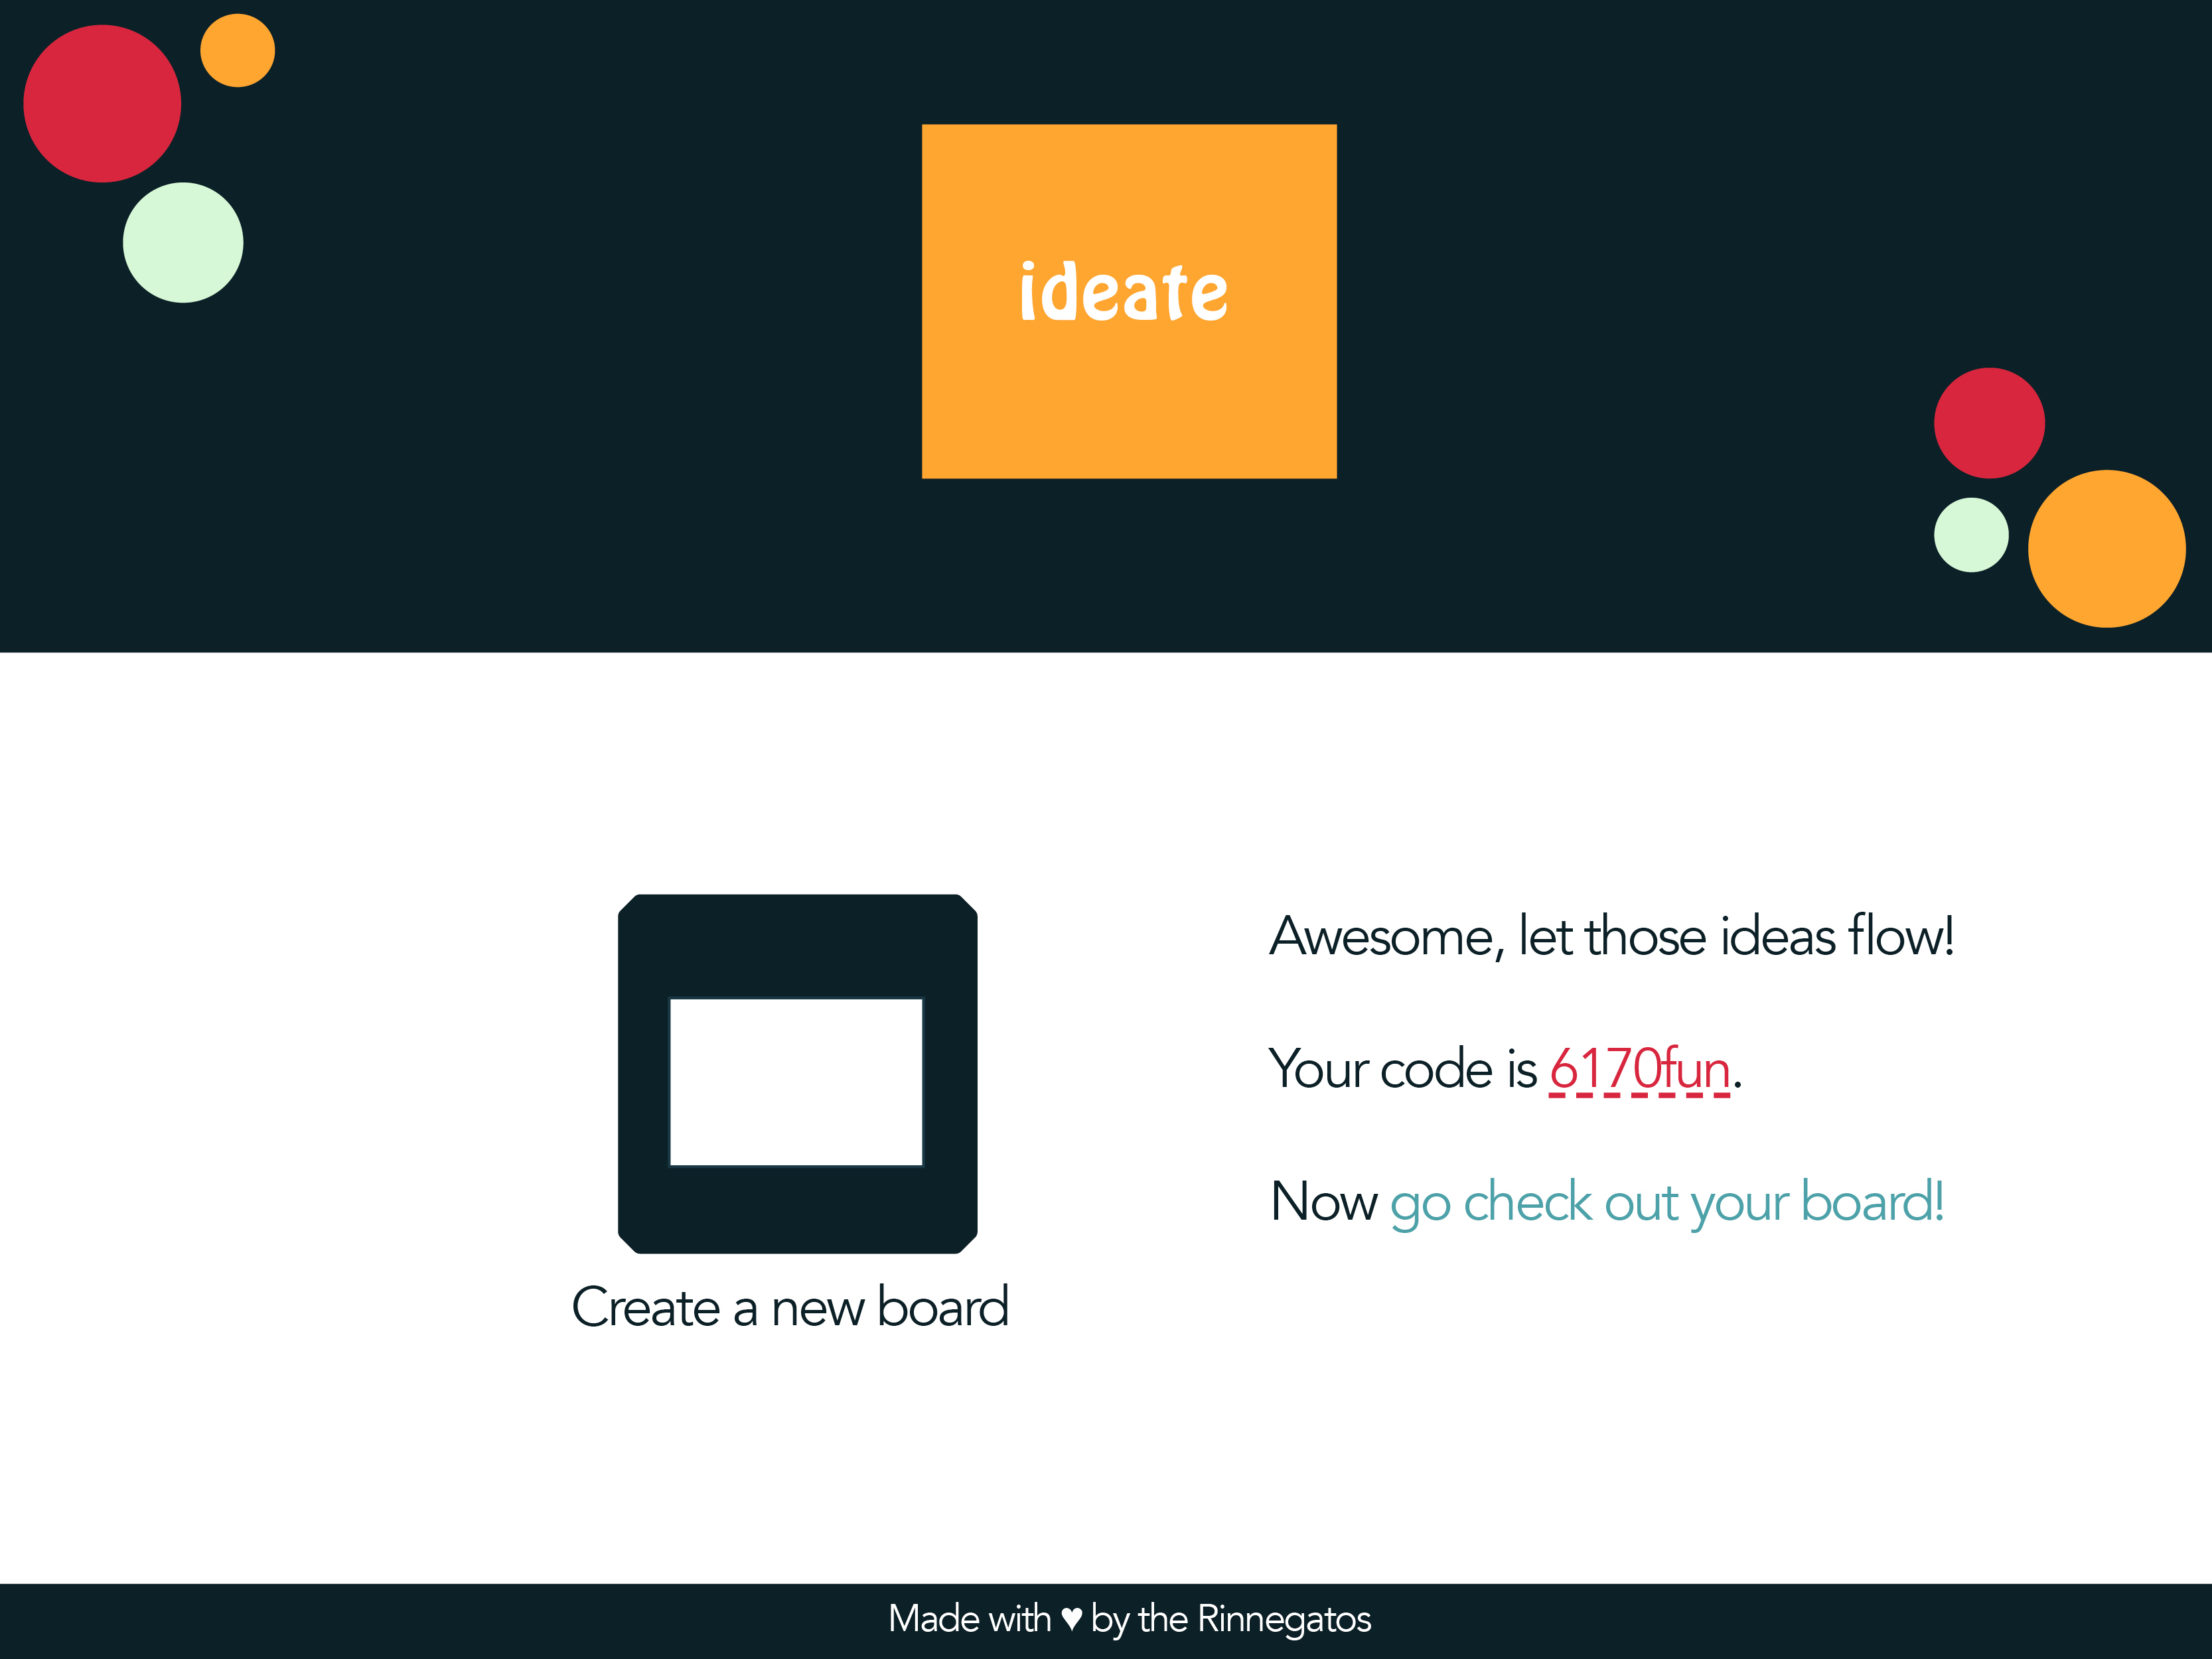 ideate
Awesome, let those ideas flow!
Your code is 6170fun.
Now go check out your board!
Create a new board
Made with ♥ by the Rinnegatos